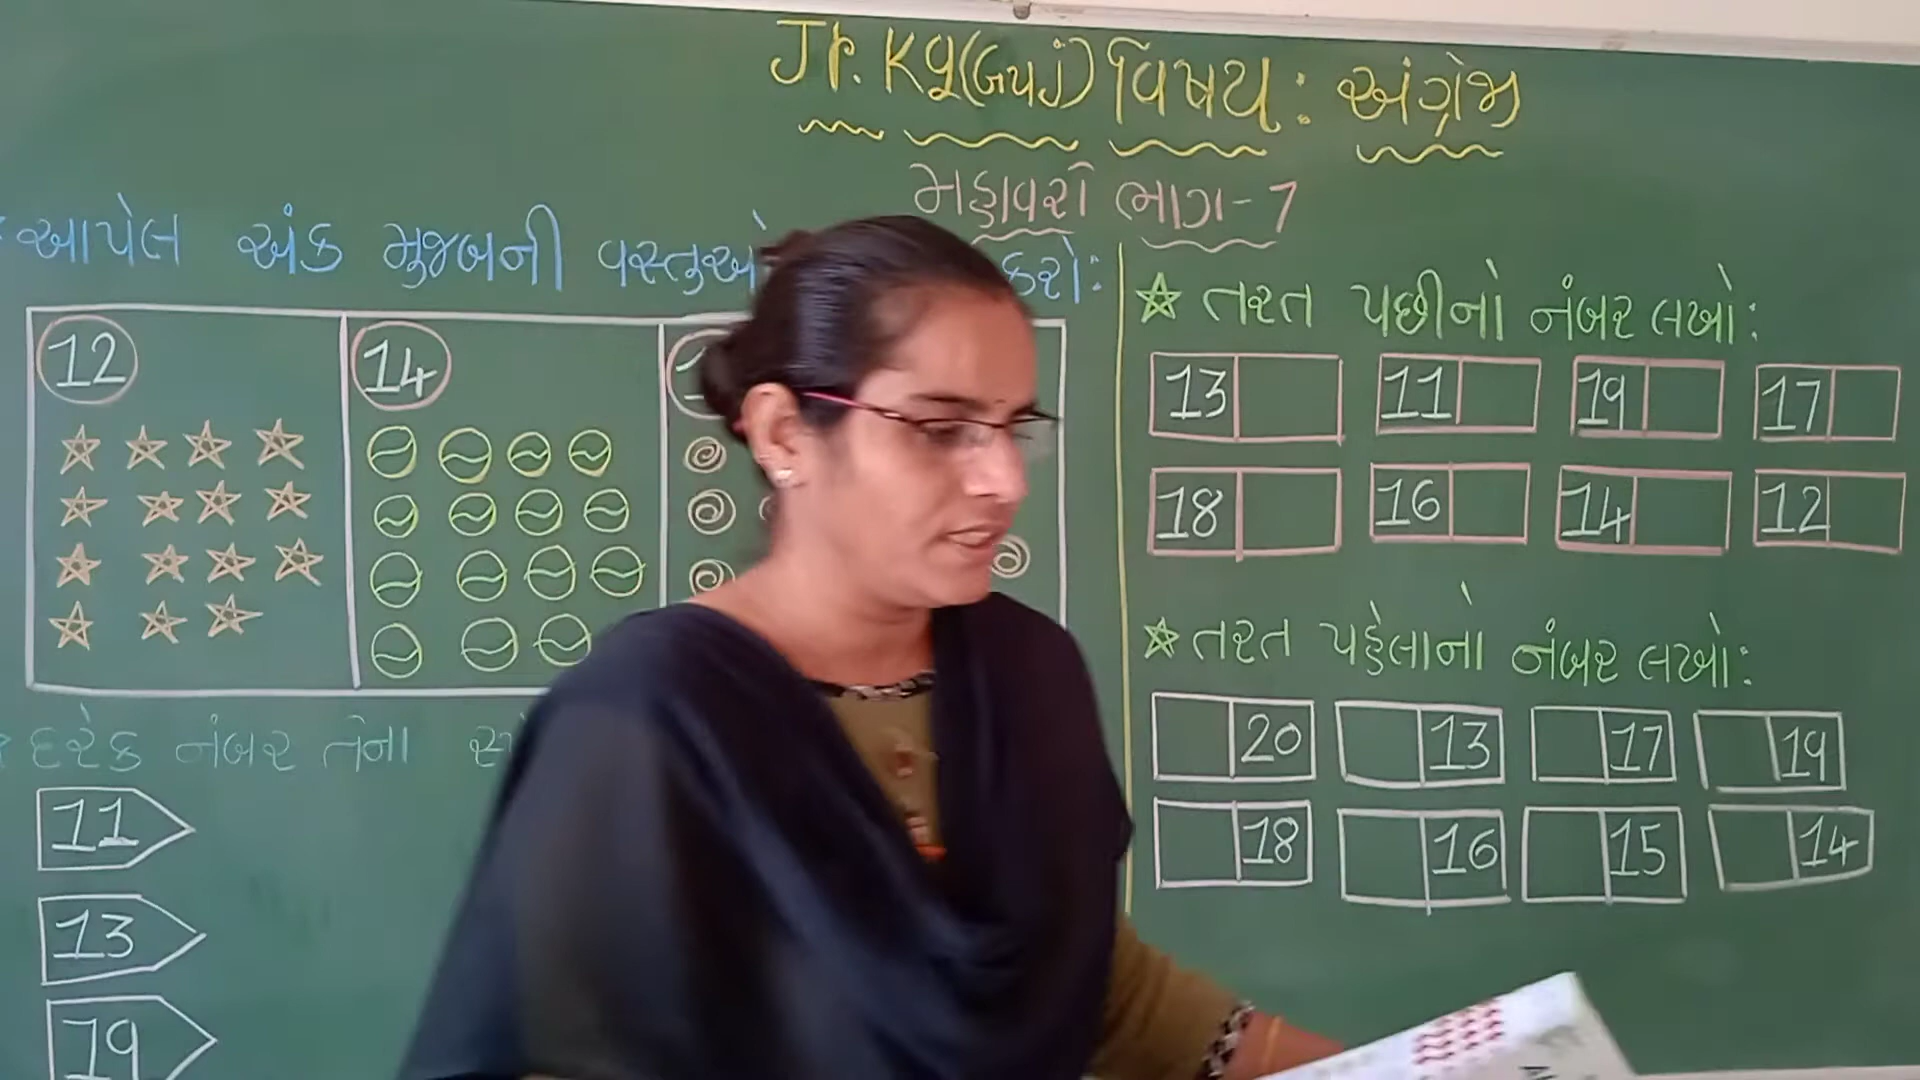 Jr. Kg(ગુજ) વિષય: અંગ્રેજી
મહાવરો ભાગ-7
આપેલ અંક મુજબની વસ્તુઓ કરો:
12 14
★ તરત પછીનો નંબર લખો:
13 11 19 17
18 16 14 12
★ તરત પહેલાનો નંબર લખો:
20 13 17 19
18 16 15 14
દરેક નંબર તેના
11
13
19